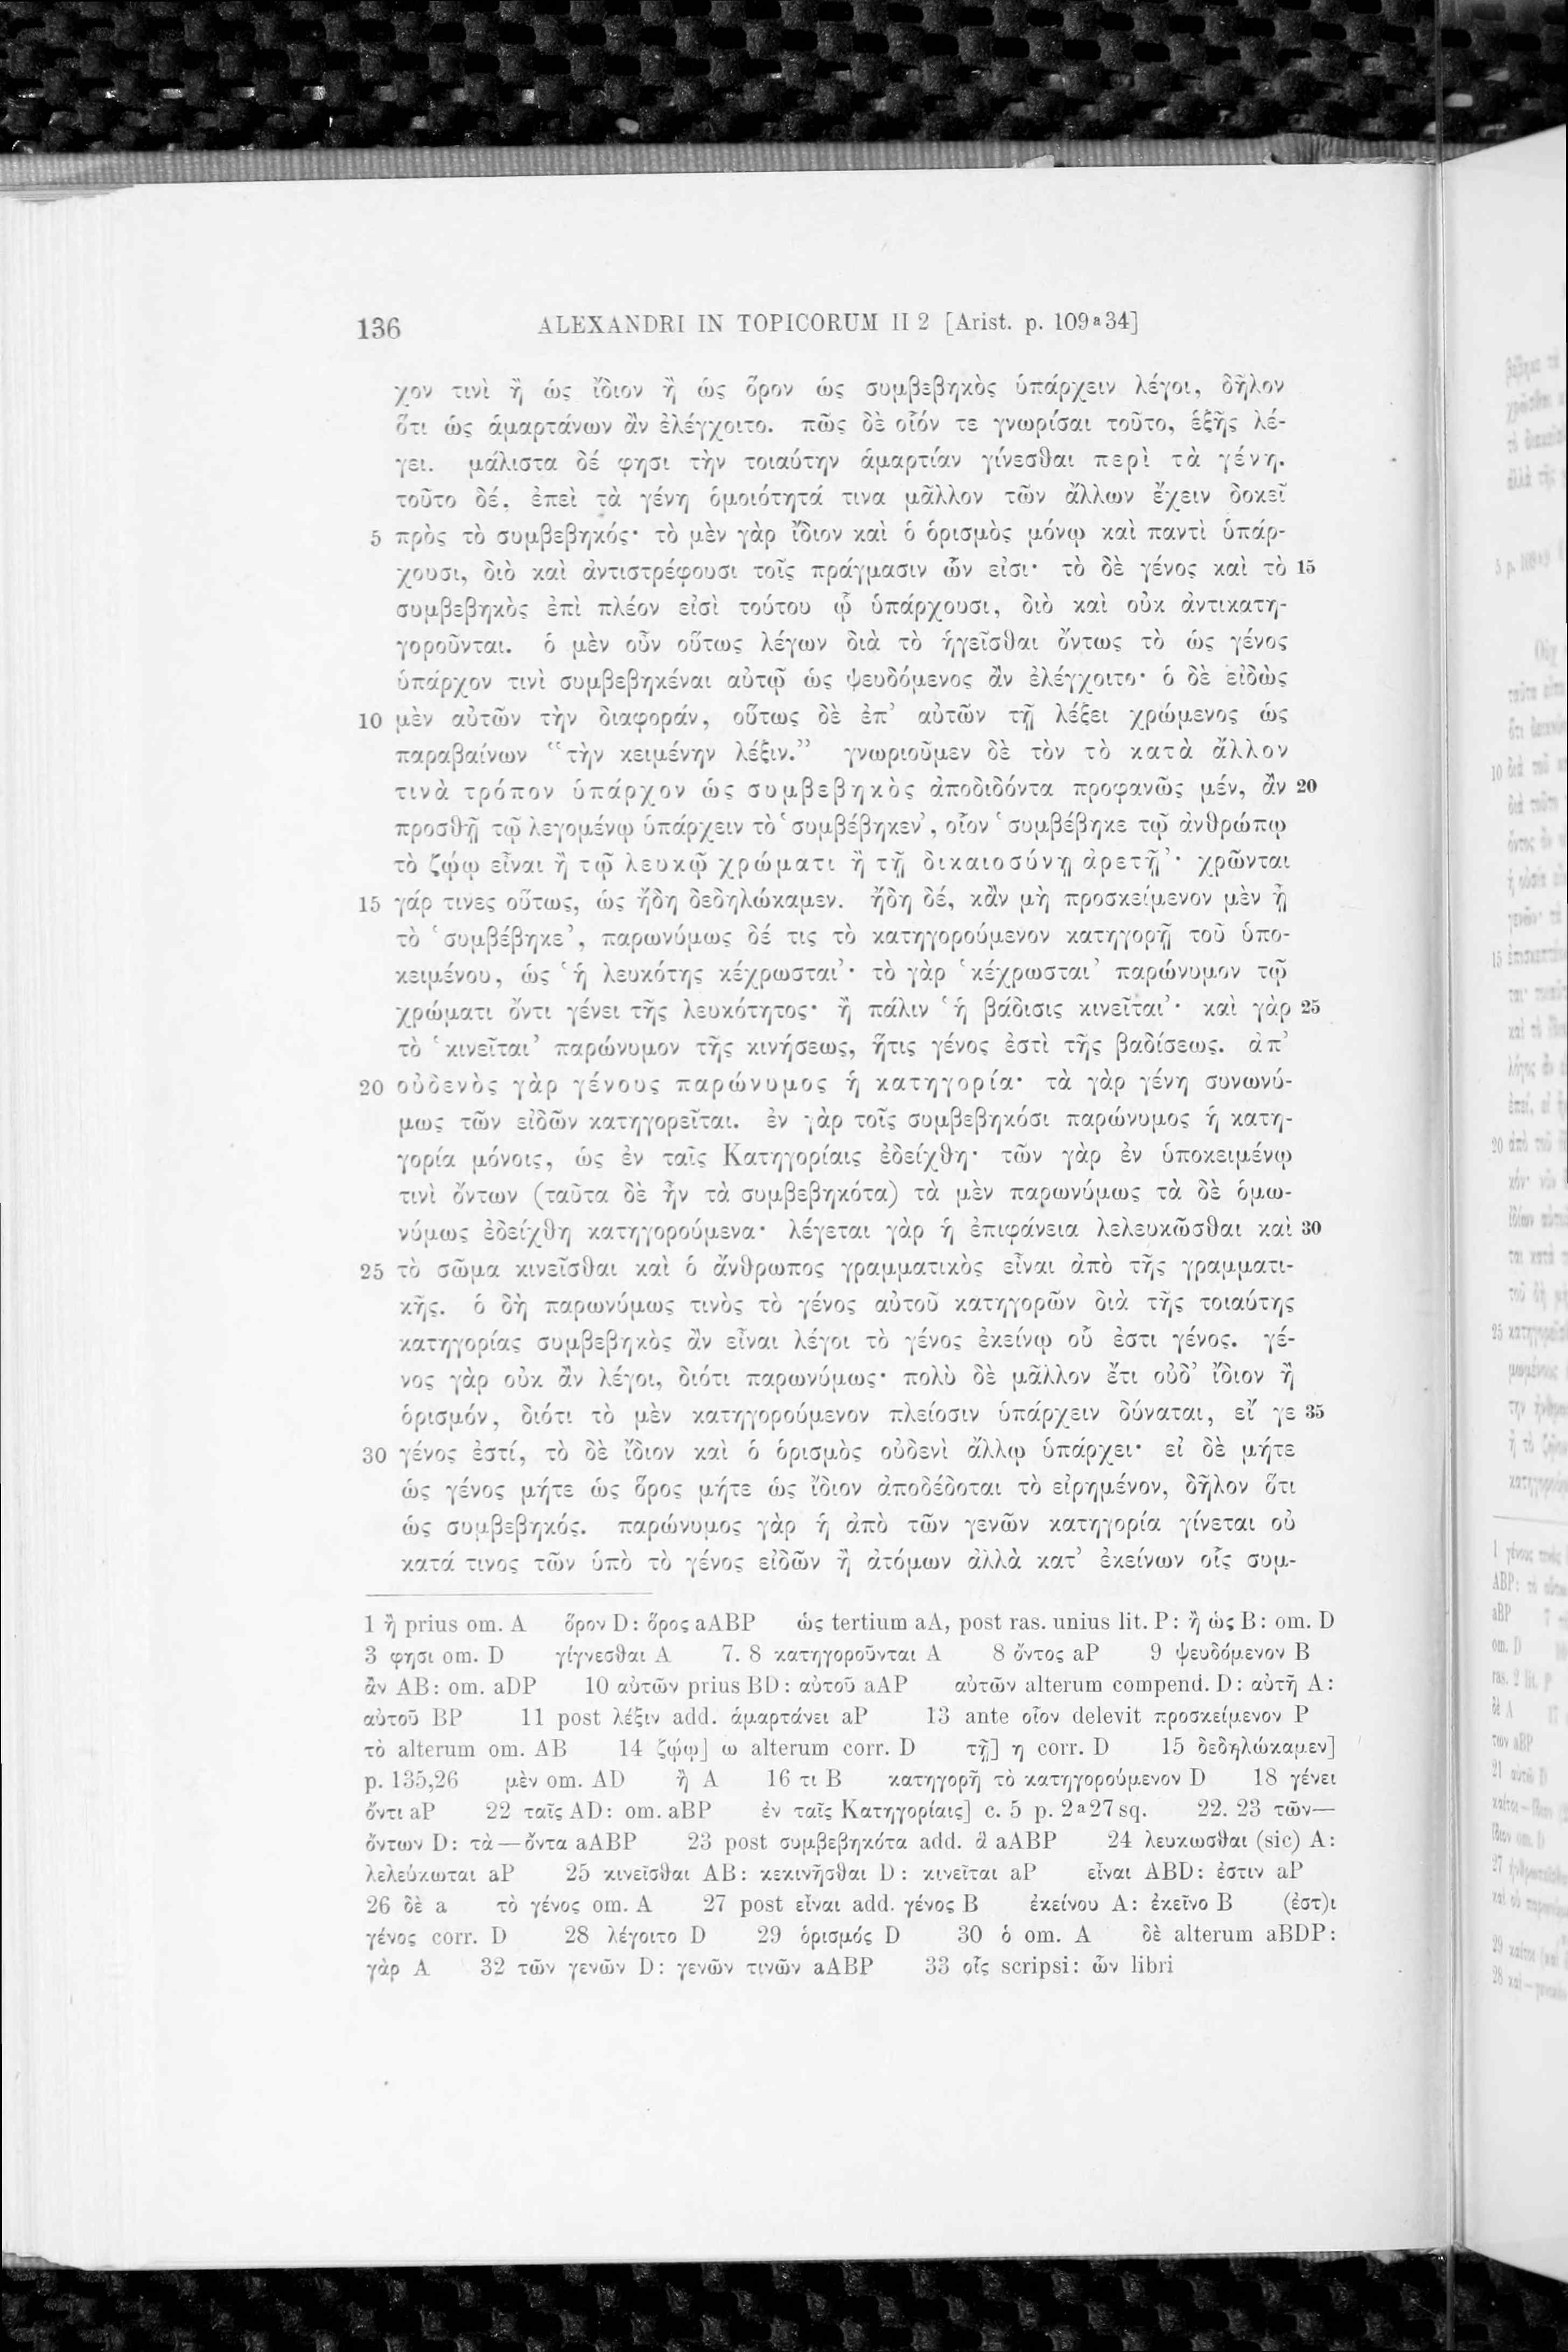 136 ALEXANDRI IN TOPICORUM II 2 [Arist. p. 109ᵃ34]
χον τινὶ ἢ ὡς ἴδιον ἢ ὡς ὅρον ὡς συμβεβηκὸς ὑπάρχειν λέγοι, δῆλον
ὅτι ὡς ἁμαρτάνων ἂν ἐλέγχοιτο. πῶς δὲ οἷόν τε γνωρίσαι τοῦτο, ἑξῆς λέ-
γει. μάλιστα δέ φησι τὴν τοιαύτην ἁμαρτίαν γίνεσθαι περὶ τὰ γένη.
τοῦτο δέ, ἐπεὶ τὰ γένη ὁμοιότητά τινα μᾶλλον τῶν ἄλλων ἔχειν δοκεῖ
5 πρὸς τὸ συμβεβηκός· τὸ μὲν γὰρ ἴδιον καὶ ὁ ὁρισμὸς μόνῳ καὶ παντὶ ὑπάρ-
χουσι, διὸ καὶ ἀντιστρέφουσι τοῖς πράγμασιν ὧν εἰσι· τὸ δὲ γένος καὶ τὸ 15
συμβεβηκὸς ἐπὶ πλέον εἰσὶ τούτου ᾧ ὑπάρχουσι, διὸ καὶ οὐκ ἀντικατη-
γοροῦνται. ὁ μὲν οὖν οὕτως λέγων διὰ τὸ ἡγεῖσθαι ὄντως τὸ ὡς γένος
ὑπάρχον τινὶ συμβεβηκέναι αὐτῷ ὡς ψευδόμενος ἂν ἐλέγχοιτο· ὁ δὲ εἰδὼς
10 μὲν αὐτῶν τὴν διαφοράν, οὕτως δὲ ἐπ’ αὐτῶν τῇ λέξει χρώμενος ὡς
παραβαίνων “τὴν κειμένην λέξιν.” γνωριοῦμεν δὲ τὸν τὸ κατὰ ἄλλον
τινὰ τρόπον ὑπάρχον ὡς συμβεβηκὸς ἀποδιδόντα προφανῶς μέν, ἂν 20
προσθῇ τῷ λεγομένῳ ὑπάρχειν τὸ ‘συμβέβηκεν’, οἷον ‘συμβέβηκε τῷ ἀνθρώπῳ
τὸ ζῴῳ εἶναι ἢ τῷ λευκῷ χρώματι ἢ τῇ δικαιοσύνῃ ἀρετῇ’· χρῶνται
15 γάρ τινες οὕτως, ὡς ἤδη δεδηλώκαμεν. ἤδη δέ, κἂν μὴ προσκείμενον μὲν ᾖ
τὸ ‘συμβέβηκε’, παρωνύμως δέ τις τὸ κατηγορούμενον κατηγορῇ τοῦ ὑπο-
κειμένου, ὡς ‘ἡ λευκότης κέχρωσται’· τὸ γὰρ ‘κέχρωσται’ παρώνυμον τῷ
χρώματι ὄντι γένει τῆς λευκότητος· ἢ πάλιν ‘ἡ βάδισις κινεῖται’· καὶ γὰρ 25
τὸ ‘κινεῖται’ παρώνυμον τῆς κινήσεως, ἥτις γένος ἐστὶ τῆς βαδίσεως. ἀπ’
20 οὐδενὸς γὰρ γένους παρώνυμος ἡ κατηγορία· τὰ γὰρ γένη συνωνύ-
μως τῶν εἰδῶν κατηγορεῖται. ἐν γὰρ τοῖς συμβεβηκόσι παρώνυμος ἡ κατη-
γορία μόνοις, ὡς ἐν ταῖς Κατηγορίαις ἐδείχθη· τῶν γὰρ ἐν ὑποκειμένῳ
τινὶ ὄντων (ταῦτα δὲ ἦν τὰ συμβεβηκότα) τὰ μὲν παρωνύμως τὰ δὲ ὁμω-
νύμως ἐδείχθη κατηγορούμενα· λέγεται γὰρ ἡ ἐπιφάνεια λελευκῶσθαι καὶ 30
25 τὸ σῶμα κινεῖσθαι καὶ ὁ ἄνθρωπος γραμματικὸς εἶναι ἀπὸ τῆς γραμματι-
κῆς. ὁ δὴ παρωνύμως τινὸς τὸ γένος αὐτοῦ κατηγορῶν διὰ τῆς τοιαύτης
κατηγορίας συμβεβηκὸς ἂν εἶναι λέγοι τὸ γένος ἐκείνῳ οὗ ἐστι γένος. γέ-
νος γὰρ οὐκ ἂν λέγοι, διότι παρωνύμως· πολὺ δὲ μᾶλλον ἔτι οὐδ’ ἴδιον ἢ
ὁρισμόν, διότι τὸ μὲν κατηγορούμενον πλείοσιν ὑπάρχειν δύναται, εἴ γε 35
30 γένος ἐστί, τὸ δὲ ἴδιον καὶ ὁ ὁρισμὸς οὐδενὶ ἄλλῳ ὑπάρχει· εἰ δὲ μήτε
ὡς γένος μήτε ὡς ὅρος μήτε ὡς ἴδιον ἀποδέδοται τὸ εἰρημένον, δῆλον ὅτι
ὡς συμβεβηκός. παρώνυμος γὰρ ἡ ἀπὸ τῶν γενῶν κατηγορία γίνεται οὐ
κατά τινος τῶν ὑπὸ τὸ γένος εἰδῶν ἢ ἀτόμων ἀλλὰ κατ’ ἐκείνων οἷς συμ-
1 ἢ prius om. A ὅρον D: ὅρος aABP ὡς tertium aA, post ras. unius lit. P: ἢ ὡς B: om. D
3 φησι om. D γίγνεσθαι A 7. 8 κατηγοροῦνται A 8 ὄντος aP 9 ψευδόμενον B
ἂν AB: om. aDP 10 αὐτῶν prius BD: αὐτοῦ aAP αὐτῶν alterum compend. D: αὐτῇ A:
αὐτοῦ BP 11 post λέξιν add. ἁμαρτάνει aP 13 ante οἷον delevit προσκείμενον P
τὸ alterum om. AB 14 ζῴῳ] ω alterum corr. D τῇ] η corr. D 15 δεδηλώκαμεν]
p. 135,26 μὲν om. AD ἢ A 16 τι B κατηγορῇ τὸ κατηγορούμενον D 18 γένει
ὄντι aP 22 ταῖς AD: om. aBP ἐν ταῖς Κατηγορίαις] c. 5 p. 2ᵃ27 sq. 22. 23 τῶν—
ὄντων D: τὰ—ὄντα aABP 23 post συμβεβηκότα add. ἃ aABP 24 λευκωσθαι (sic) A:
λελεύκωται aP 25 κινεῖσθαι AB: κεκινῆσθαι D: κινεῖται aP εἶναι ABD: ἐστιν aP
26 δὲ a τὸ γένος om. A 27 post εἶναι add. γένος B ἐκείνου A: ἐκεῖνο B (ἐστ)ι
γένος corr. D 28 λέγοιτο D 29 ὁρισμός D 30 ὁ om. A δὲ alterum aBDP:
γὰρ A 32 τῶν γενῶν D: γενῶν τινῶν aABP 33 οἷς scripsi: ὧν libri